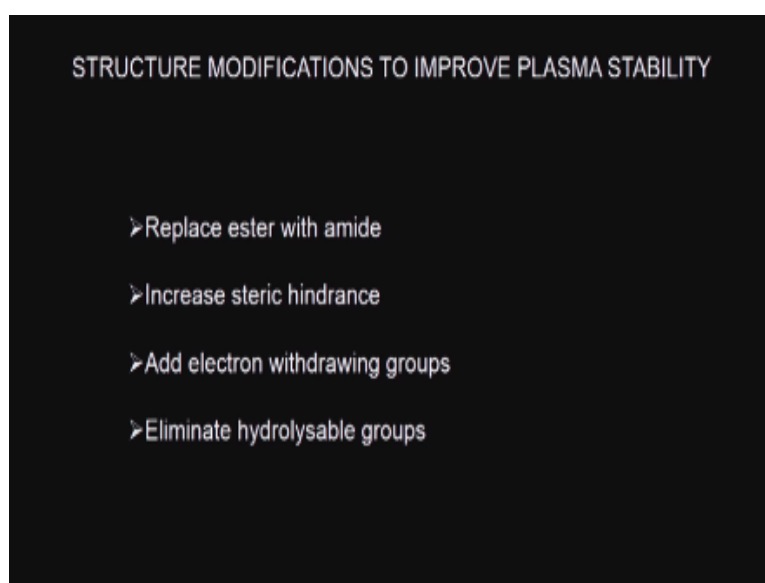 STRUCTURE MODIFICATIONS TO IMPROVE PLASMA STABILITY
➢Replace ester with amide
➢Increase steric hindrance
➢Add electron withdrawing groups
➢Eliminate hydrolysable groups